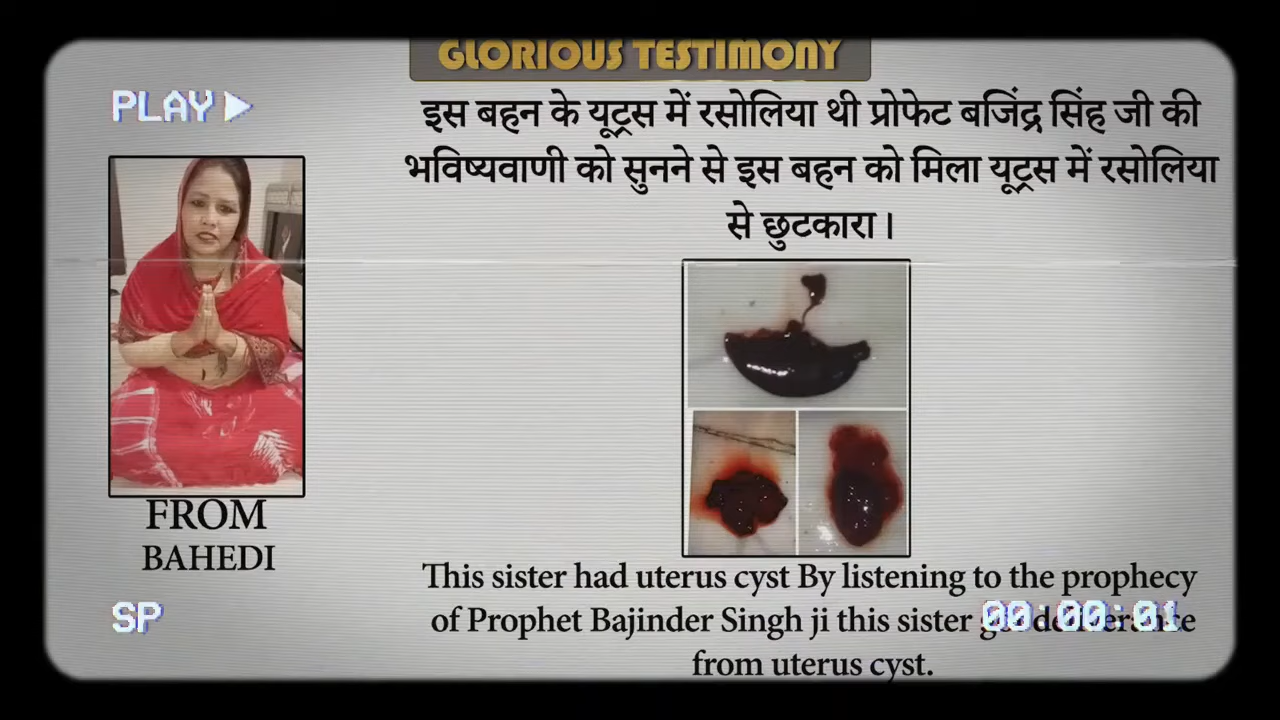 GLORIOUS TESTIMONY
PLAY
इस बहन के यूट्रस में रसोलिया थी प्रोफेट बजिंद्र सिंह जी की
भविष्यवाणी को सुनने से इस बहन को मिला यूट्रस में रसोलिया
से छुटकारा।
FROM
BAHEDI
This sister had uterus cyst By listening to the prophecy
of Prophet Bajinder Singh ji this sister got deliverance
from uterus cyst.
SP
00:00:01